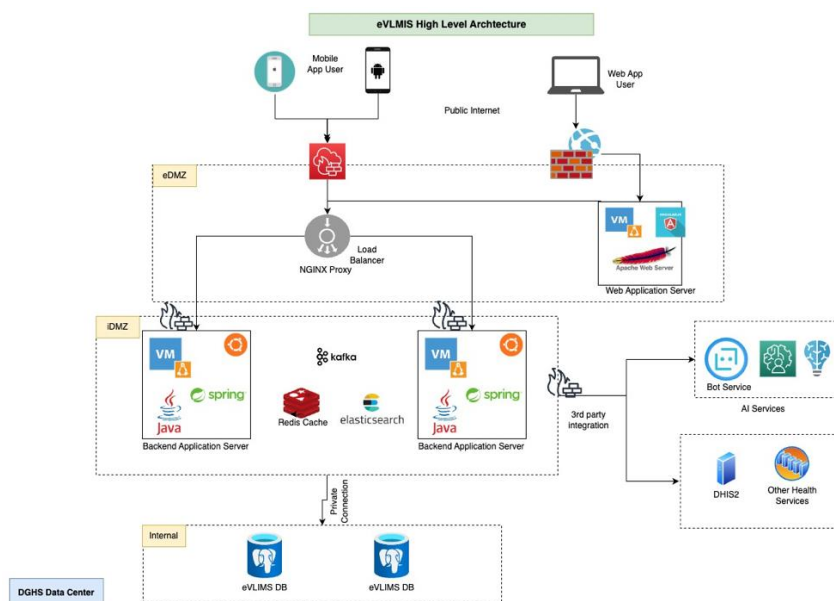 eVLMIS High Level Archtecture
Mobile
App User
Web App
User
Public Internet
eDMZ
VM
Load
Balancer
NGINX Proxy
Apache Web Server
Web Application Server
iDMZ
VM
kafka
VM
spring
Java
Redis Cache
elasticsearch
spring
Java
Backend Application Server
Backend Application Server
3rd party
integration
Bot Service
AI Services
DHIS2
Other Health
Services
Private
Connection
Internal
eVLIMS DB
eVLIMS DB
DGHS Data Center